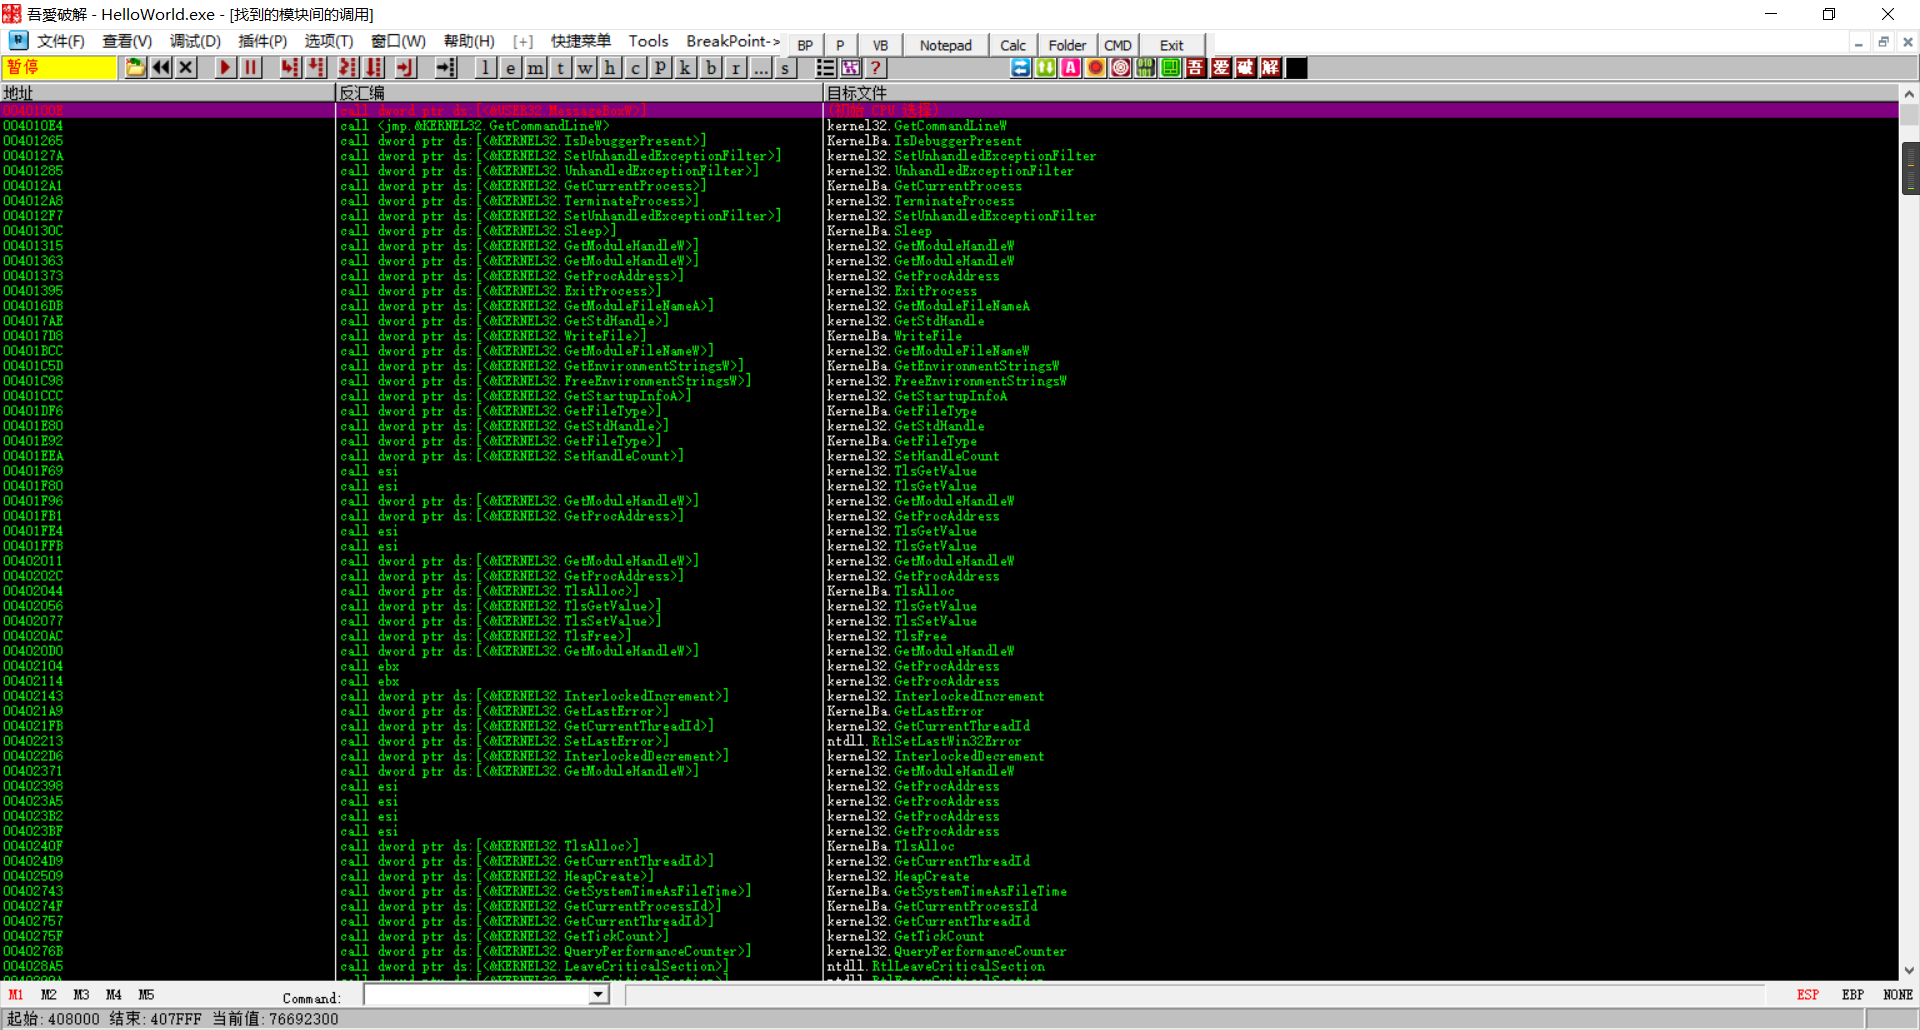 吾愛破解 - HelloWorld.exe - [找到的模块间的调用]
文件(F) 查看(V) 调试(D) 插件(P) 选项(T) 窗口(W) 帮助(H) [+] 快捷菜单 Tools BreakPoint-> BP P VB Notepad Calc Folder CMD Exit
暂停 l e m t w h c p k b r ... s ? 吾 爱 破 解
地址 反汇编 目标文件
0040100E call dword ptr ds:[<&USER32.MessageBoxW>] (初始 CPU 选择)
004010E4 call <jmp.&KERNEL32.GetCommandLineW> kernel32.GetCommandLineW
00401265 call dword ptr ds:[<&KERNEL32.IsDebuggerPresent>] KernelBa.IsDebuggerPresent
0040127A call dword ptr ds:[<&KERNEL32.SetUnhandledExceptionFilter>] kernel32.SetUnhandledExceptionFilter
00401285 call dword ptr ds:[<&KERNEL32.UnhandledExceptionFilter>] kernel32.UnhandledExceptionFilter
004012A1 call dword ptr ds:[<&KERNEL32.GetCurrentProcess>] KernelBa.GetCurrentProcess
004012A8 call dword ptr ds:[<&KERNEL32.TerminateProcess>] kernel32.TerminateProcess
004012F7 call dword ptr ds:[<&KERNEL32.SetUnhandledExceptionFilter>] kernel32.SetUnhandledExceptionFilter
0040130C call dword ptr ds:[<&KERNEL32.Sleep>] KernelBa.Sleep
00401315 call dword ptr ds:[<&KERNEL32.GetModuleHandleW>] kernel32.GetModuleHandleW
00401363 call dword ptr ds:[<&KERNEL32.GetModuleHandleW>] kernel32.GetModuleHandleW
00401373 call dword ptr ds:[<&KERNEL32.GetProcAddress>] kernel32.GetProcAddress
00401395 call dword ptr ds:[<&KERNEL32.ExitProcess>] kernel32.ExitProcess
004016DB call dword ptr ds:[<&KERNEL32.GetModuleFileNameA>] kernel32.GetModuleFileNameA
004017AE call dword ptr ds:[<&KERNEL32.GetStdHandle>] kernel32.GetStdHandle
004017D8 call dword ptr ds:[<&KERNEL32.WriteFile>] KernelBa.WriteFile
00401BCC call dword ptr ds:[<&KERNEL32.GetModuleFileNameW>] kernel32.GetModuleFileNameW
00401C5D call dword ptr ds:[<&KERNEL32.GetEnvironmentStringsW>] KernelBa.GetEnvironmentStringsW
00401C98 call dword ptr ds:[<&KERNEL32.FreeEnvironmentStringsW>] kernel32.FreeEnvironmentStringsW
00401CCC call dword ptr ds:[<&KERNEL32.GetStartupInfoA>] kernel32.GetStartupInfoA
00401DF6 call dword ptr ds:[<&KERNEL32.GetFileType>] KernelBa.GetFileType
00401E80 call dword ptr ds:[<&KERNEL32.GetStdHandle>] kernel32.GetStdHandle
00401E92 call dword ptr ds:[<&KERNEL32.GetFileType>] KernelBa.GetFileType
00401EEA call dword ptr ds:[<&KERNEL32.SetHandleCount>] kernel32.SetHandleCount
00401F69 call esi kernel32.TlsGetValue
00401F80 call esi kernel32.TlsGetValue
00401F96 call dword ptr ds:[<&KERNEL32.GetModuleHandleW>] kernel32.GetModuleHandleW
00401FB1 call dword ptr ds:[<&KERNEL32.GetProcAddress>] kernel32.GetProcAddress
00401FE4 call esi kernel32.TlsGetValue
00401FFB call esi kernel32.TlsGetValue
00402011 call dword ptr ds:[<&KERNEL32.GetModuleHandleW>] kernel32.GetModuleHandleW
0040202C call dword ptr ds:[<&KERNEL32.GetProcAddress>] kernel32.GetProcAddress
00402044 call dword ptr ds:[<&KERNEL32.TlsAlloc>] KernelBa.TlsAlloc
00402056 call dword ptr ds:[<&KERNEL32.TlsGetValue>] kernel32.TlsGetValue
00402077 call dword ptr ds:[<&KERNEL32.TlsSetValue>] kernel32.TlsSetValue
004020AC call dword ptr ds:[<&KERNEL32.TlsFree>] kernel32.TlsFree
004020D0 call dword ptr ds:[<&KERNEL32.GetModuleHandleW>] kernel32.GetModuleHandleW
00402104 call ebx kernel32.GetProcAddress
00402114 call ebx kernel32.GetProcAddress
00402143 call dword ptr ds:[<&KERNEL32.InterlockedIncrement>] kernel32.InterlockedIncrement
004021A9 call dword ptr ds:[<&KERNEL32.GetLastError>] KernelBa.GetLastError
004021FB call dword ptr ds:[<&KERNEL32.GetCurrentThreadId>] kernel32.GetCurrentThreadId
00402213 call dword ptr ds:[<&KERNEL32.SetLastError>] ntdll.RtlSetLastWin32Error
004022D6 call dword ptr ds:[<&KERNEL32.InterlockedDecrement>] kernel32.InterlockedDecrement
00402371 call dword ptr ds:[<&KERNEL32.GetModuleHandleW>] kernel32.GetModuleHandleW
00402398 call esi kernel32.GetProcAddress
004023A5 call esi kernel32.GetProcAddress
004023B2 call esi kernel32.GetProcAddress
004023BF call esi kernel32.GetProcAddress
0040240F call dword ptr ds:[<&KERNEL32.TlsAlloc>] KernelBa.TlsAlloc
004024D9 call dword ptr ds:[<&KERNEL32.GetCurrentThreadId>] kernel32.GetCurrentThreadId
00402509 call dword ptr ds:[<&KERNEL32.HeapCreate>] kernel32.HeapCreate
00402743 call dword ptr ds:[<&KERNEL32.GetSystemTimeAsFileTime>] KernelBa.GetSystemTimeAsFileTime
0040274F call dword ptr ds:[<&KERNEL32.GetCurrentProcessId>] KernelBa.GetCurrentProcessId
00402757 call dword ptr ds:[<&KERNEL32.GetCurrentThreadId>] kernel32.GetCurrentThreadId
0040275F call dword ptr ds:[<&KERNEL32.GetTickCount>] kernel32.GetTickCount
0040276B call dword ptr ds:[<&KERNEL32.QueryPerformanceCounter>] kernel32.QueryPerformanceCounter
004028A5 call dword ptr ds:[<&KERNEL32.LeaveCriticalSection>] ntdll.RtlLeaveCriticalSection
M1 M2 M3 M4 M5 Command: ESP EBP NONE
起始:408000 结束:407FFF 当前值:76692300